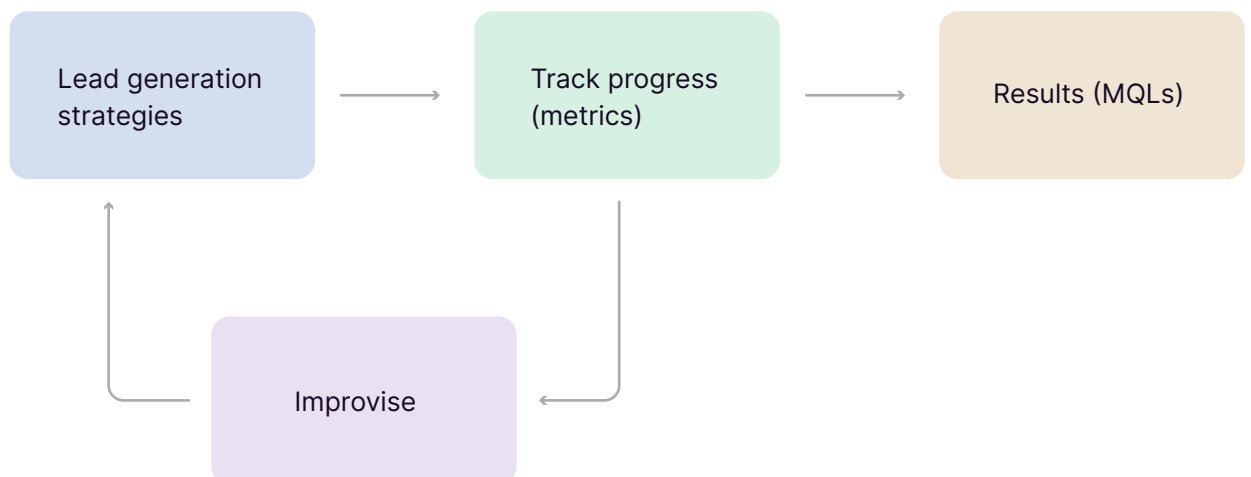 Lead generation
strategies
Track progress
(metrics)
Results (MQLs)
Improvise